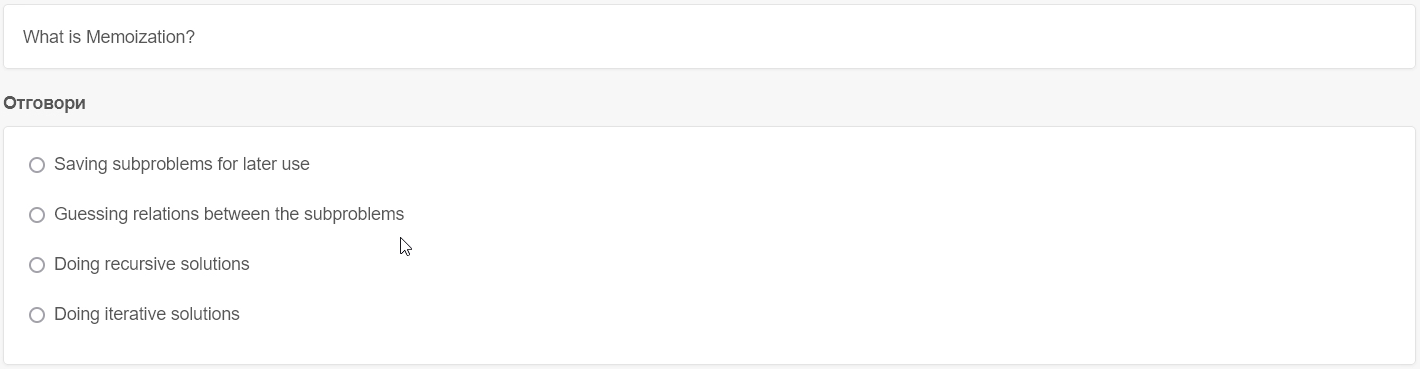 What is Memoization?
Отговори
Saving subproblems for later use
Guessing relations between the subproblems
Doing recursive solutions
Doing iterative solutions